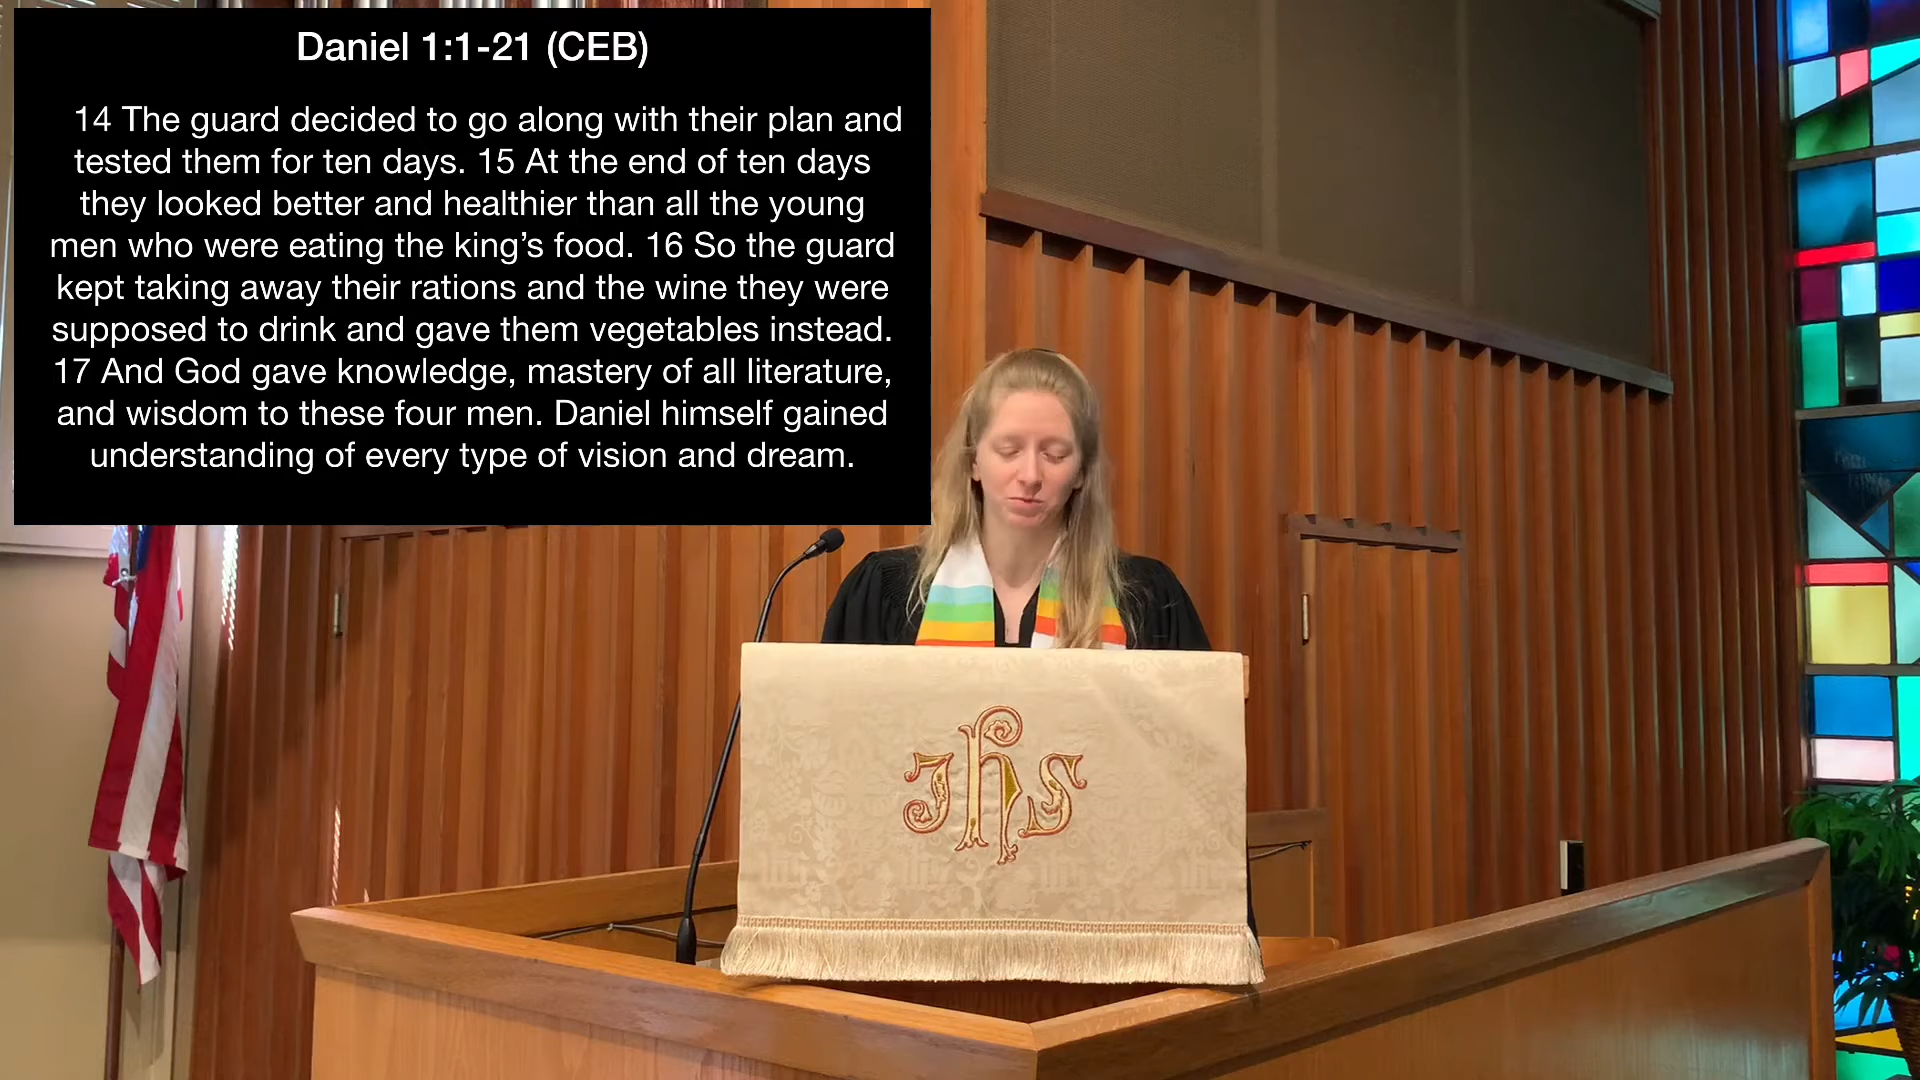 Daniel 1:1-21 (CEB)
14 The guard decided to go along with their plan and
tested them for ten days. 15 At the end of ten days
they looked better and healthier than all the young
men who were eating the king’s food. 16 So the guard
kept taking away their rations and the wine they were
supposed to drink and gave them vegetables instead.
17 And God gave knowledge, mastery of all literature,
and wisdom to these four men. Daniel himself gained
understanding of every type of vision and dream.
IHS